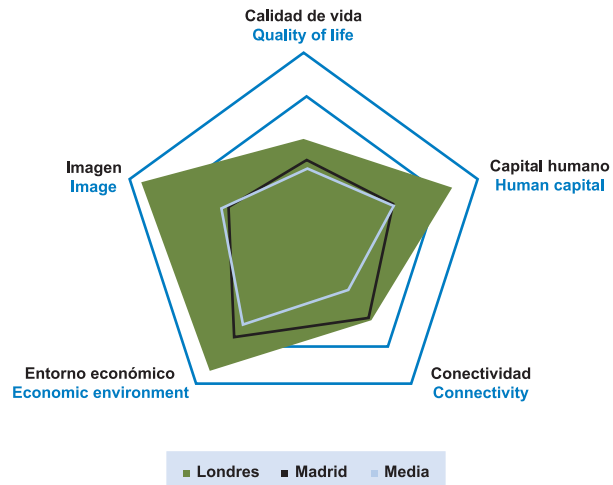 Calidad de vida
Quality of life
Imagen
Image
Capital humano
Human capital
Entorno económico
Economic environment
Conectividad
Connectivity
Londres Madrid Media